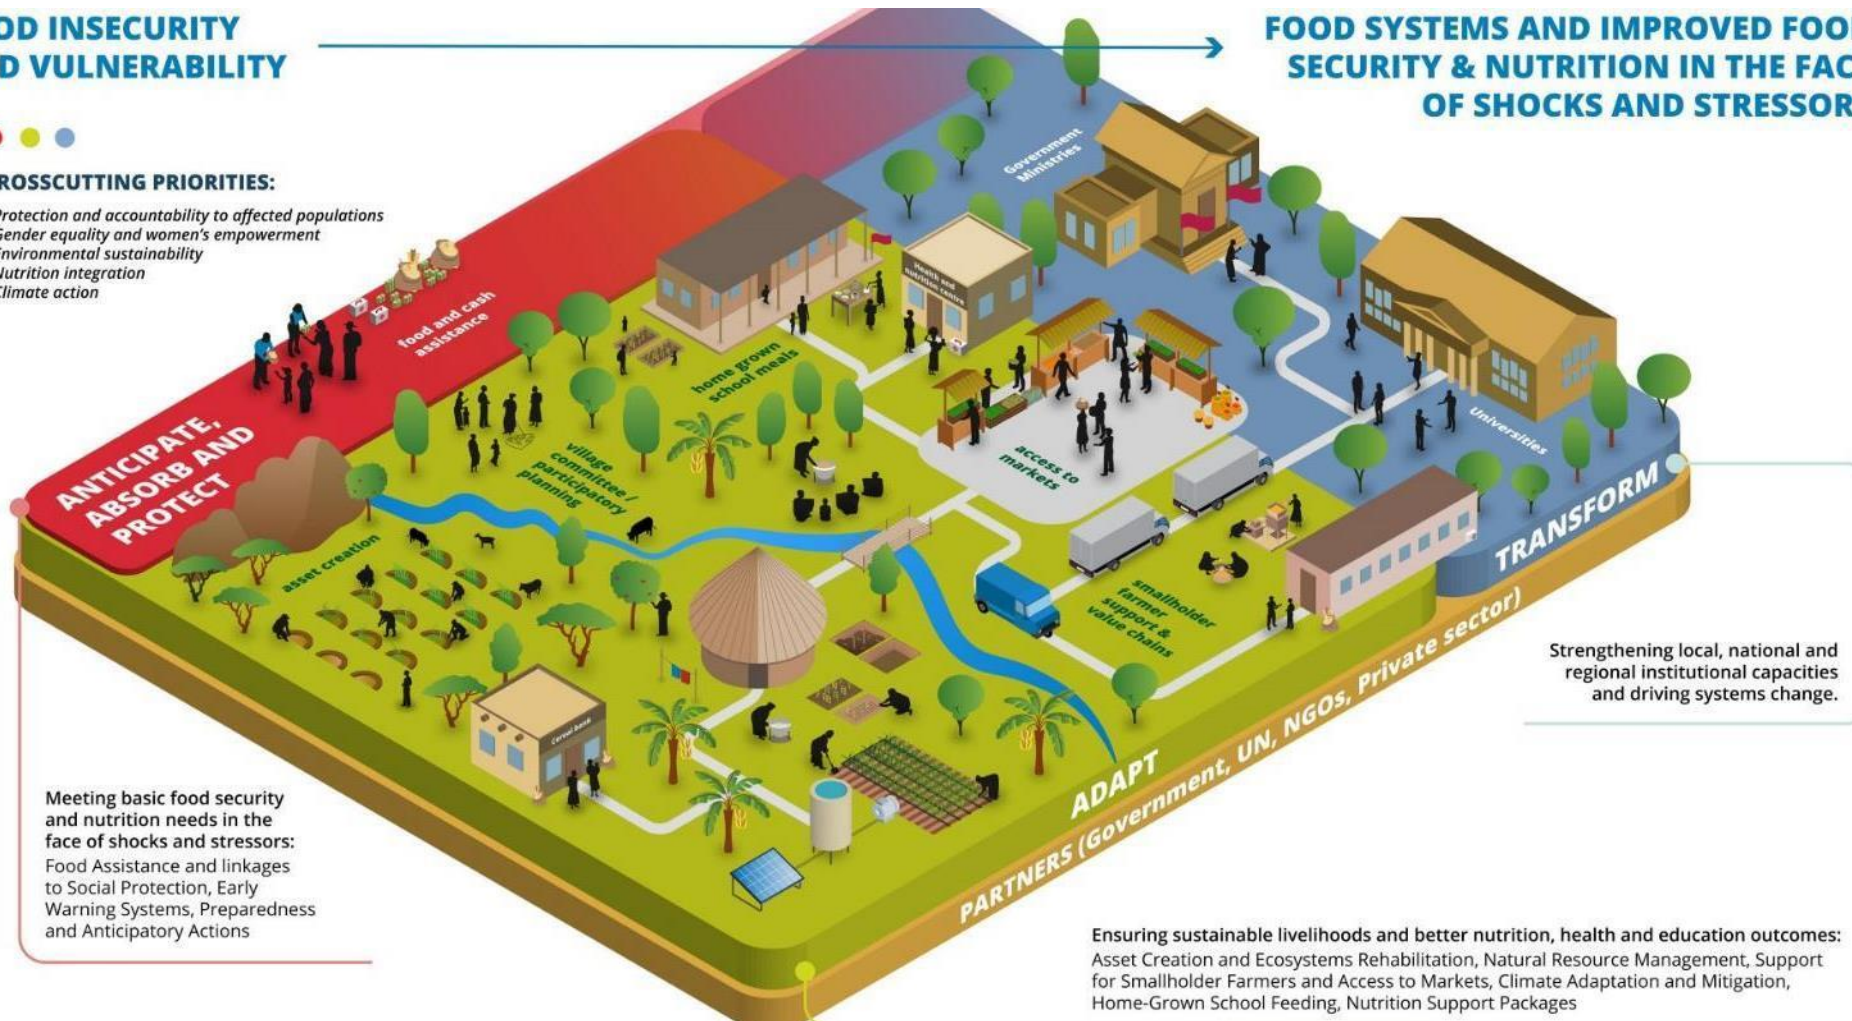 OD INSECURITY
D VULNERABILITY
FOOD SYSTEMS AND IMPROVED FOO
SECURITY & NUTRITION IN THE FAC
OF SHOCKS AND STRESSOR
ROSSCUTTING PRIORITIES:
Protection and accountability to affected populations
Gender equality and women's empowerment
Environmental sustainability
Nutrition integration
Climate action
Government
Ministries
food and cash
assistance
Health and
nutrition centre
home grown
school meals
Universities
ANTICIPATE,
ABSORB AND
PROTECT
village
committee /
participatory
planning
access to
markets
asset creation
smallholder
farmer
support &
value chains
TRANSFORM
Cereal bank
ADAPT
PARTNERS (Government, UN, NGOs, Private sector)
Strengthening local, national and
regional institutional capacities
and driving systems change.
Meeting basic food security
and nutrition needs in the
face of shocks and stressors:
Food Assistance and linkages
to Social Protection, Early
Warning Systems, Preparedness
and Anticipatory Actions
Ensuring sustainable livelihoods and better nutrition, health and education outcomes:
Asset Creation and Ecosystems Rehabilitation, Natural Resource Management, Support
for Smallholder Farmers and Access to Markets, Climate Adaptation and Mitigation,
Home-Grown School Feeding, Nutrition Support Packages